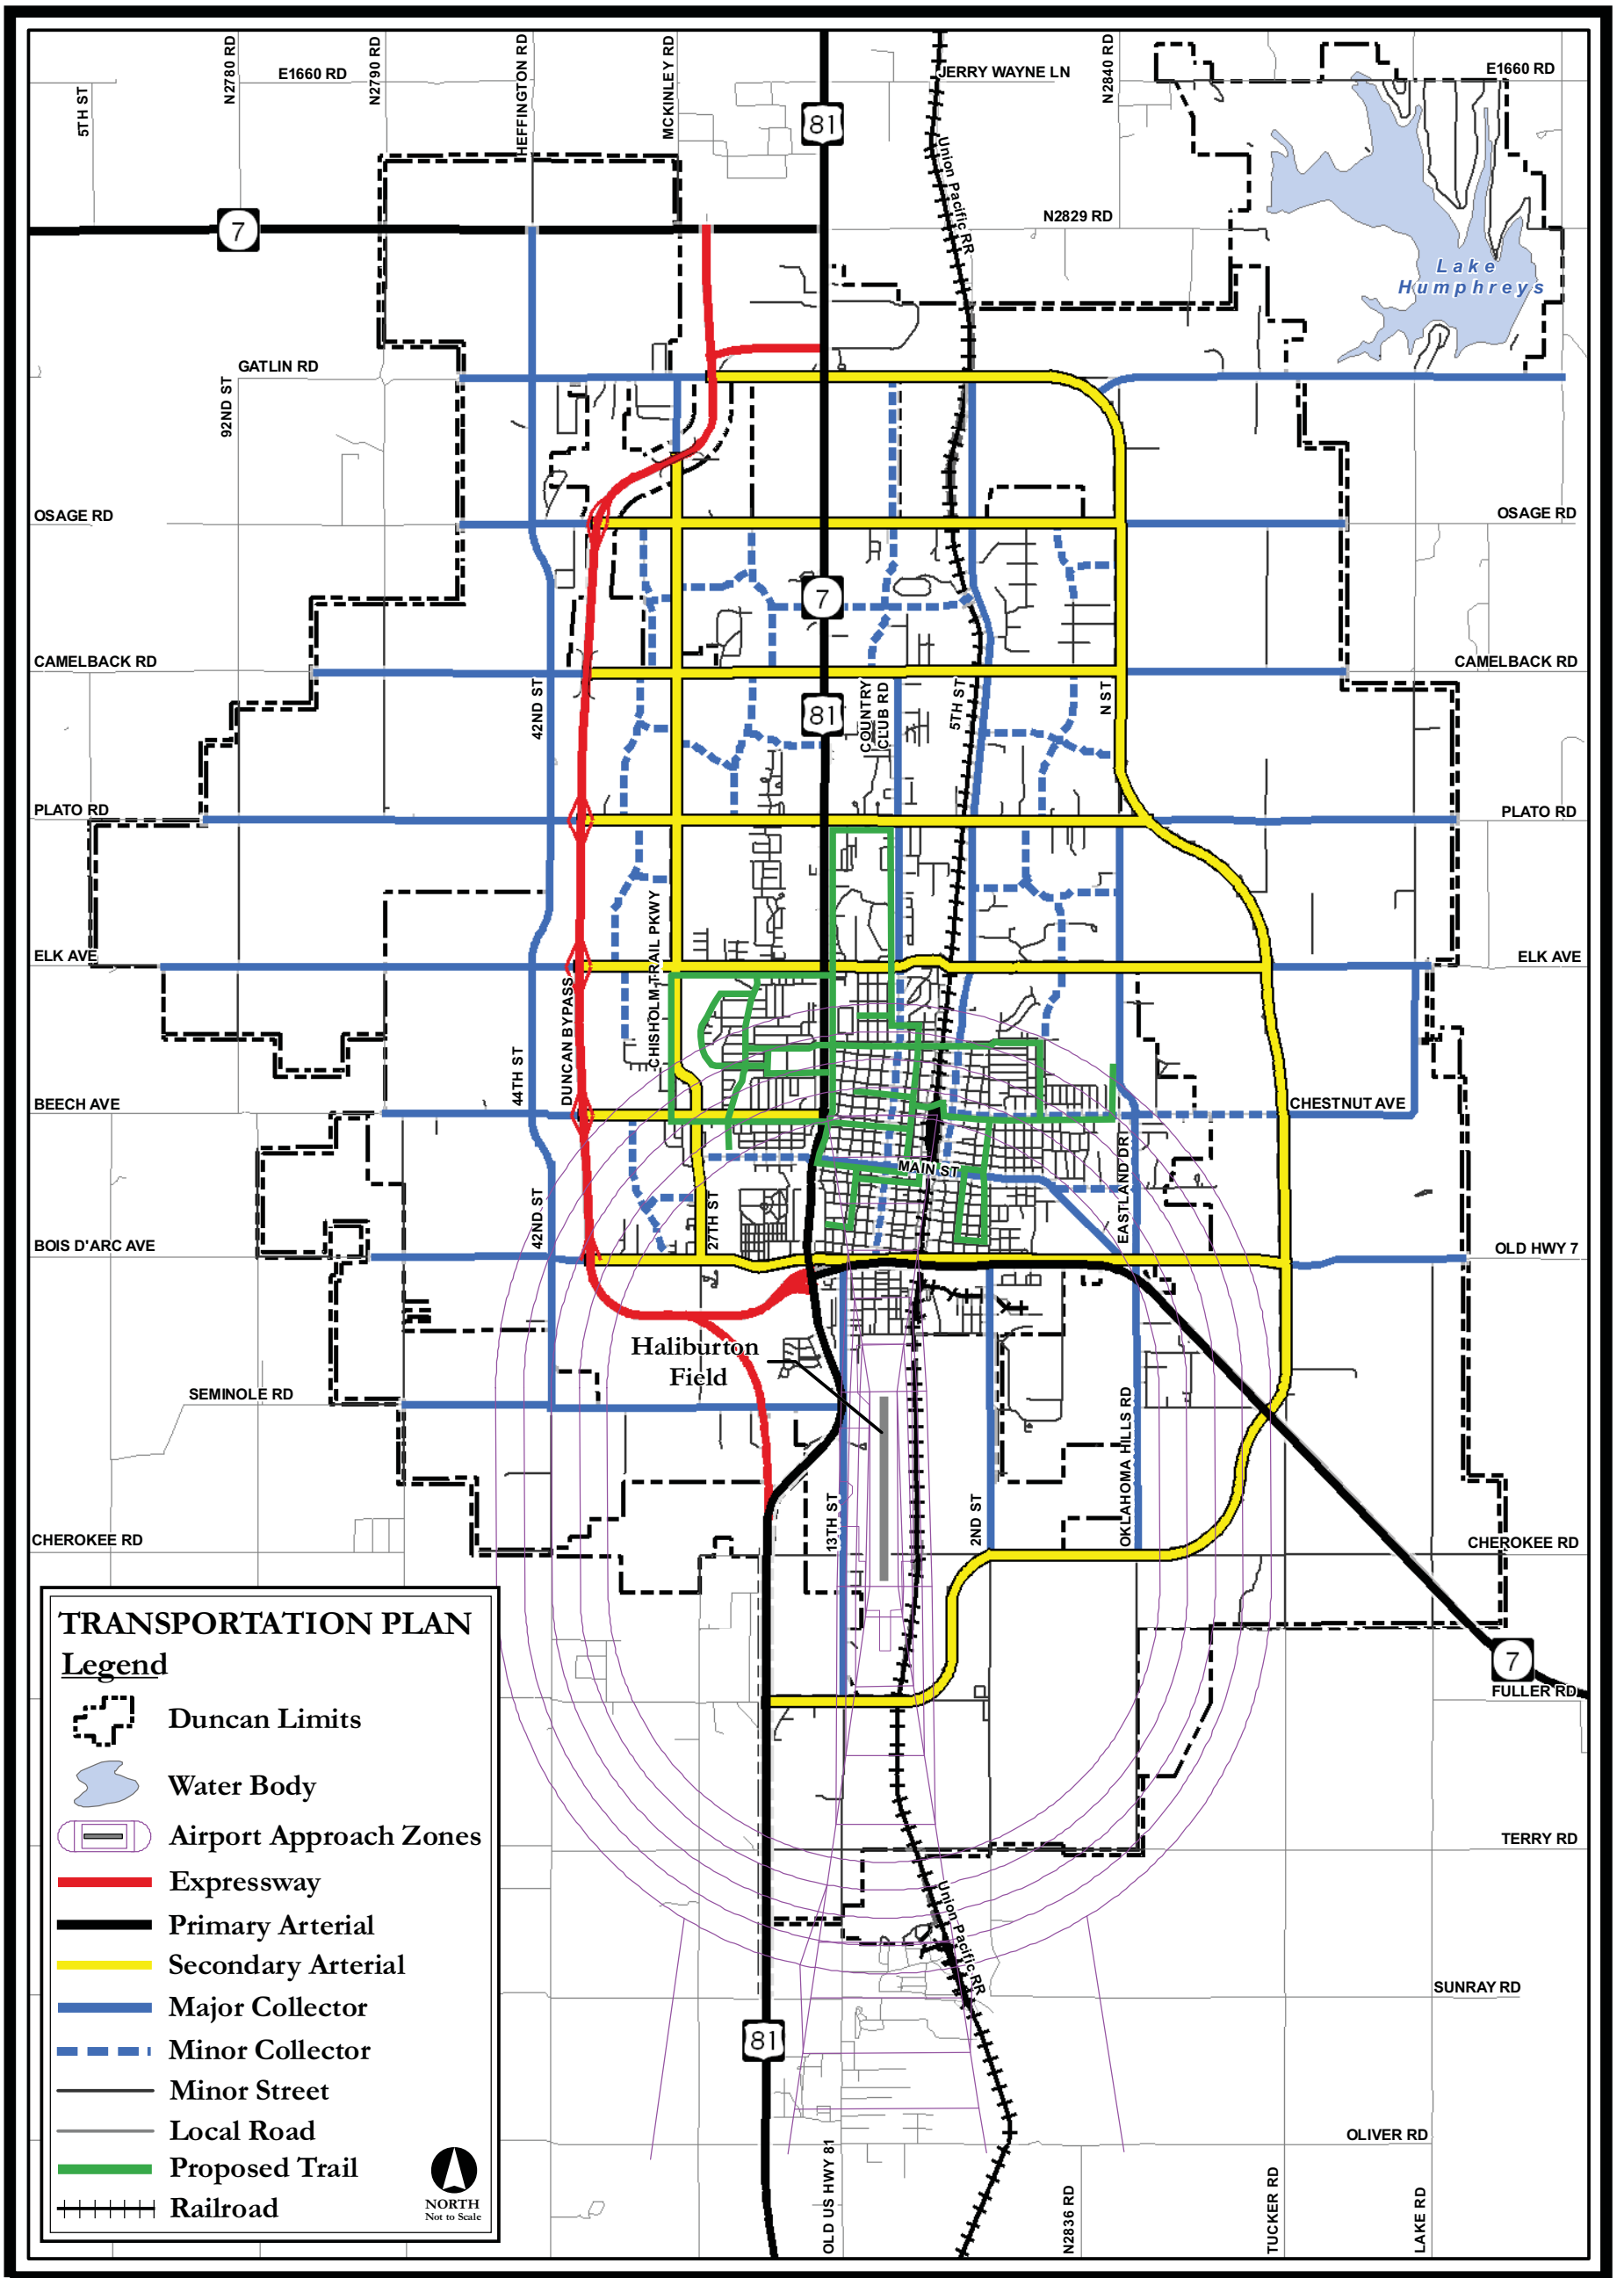 5TH ST
N2780 RD
E1660 RD
N2790 RD
HEFFINGTON RD
MCKINLEY RD
81
JERRY WAYNE LN
N2840 RD
E1660 RD
Union Pacific RR
7
N2829 RD
Lake
Humphreys
GATLIN RD
92ND ST
OSAGE RD
OSAGE RD
7
CAMELBACK RD
CAMELBACK RD
42ND ST
81
COUNTRY
CLUB RD
5TH ST
N ST
PLATO RD
PLATO RD
CHISHOLM TRAIL PKWY
ELK AVE
ELK AVE
DUNCAN BYPASS
44TH ST
BEECH AVE
CHESTNUT AVE
MAIN ST
EASTLAND DR
42ND ST
27TH ST
BOIS D'ARC AVE
OLD HWY 7
Haliburton
Field
SEMINOLE RD
OKLAHOMA HILLS RD
13TH ST
2ND ST
CHEROKEE RD
CHEROKEE RD
7
FULLER RD
TERRY RD
Union Pacific RR
SUNRAY RD
81
OLIVER RD
OLD US HWY 81
N2836 RD
TUCKER RD
LAKE RD
TRANSPORTATION PLAN
Legend
Duncan Limits
Water Body
Airport Approach Zones
Expressway
Primary Arterial
Secondary Arterial
Major Collector
Minor Collector
Minor Street
Local Road
Proposed Trail
Railroad
NORTH
Not to Scale